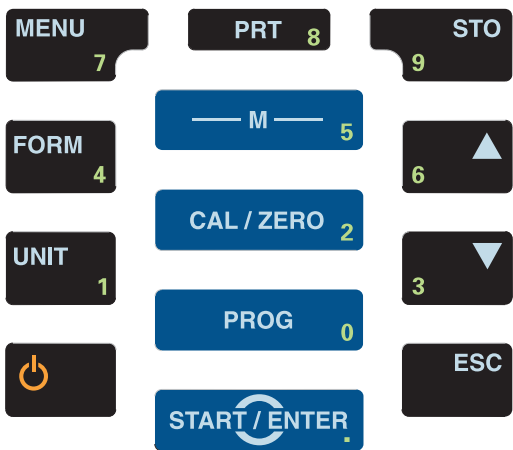 MENU
7
PRT
8
STO
9
M
5
FORM
4
6
CAL / ZERO
2
UNIT
1
3
PROG
0
ESC
START / ENTER
.